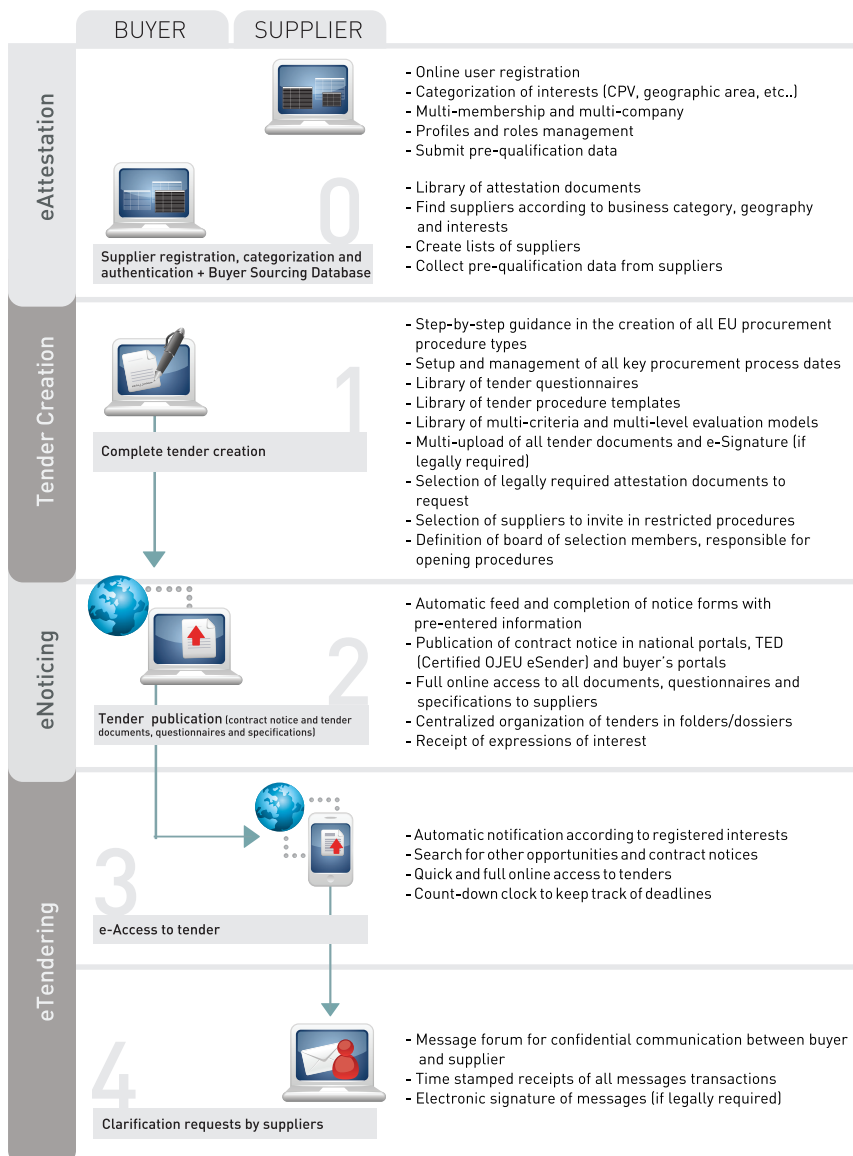 BUYER
SUPPLIER
eAttestation
- Online user registration
- Categorization of interests (CPV, geographic area, etc..)
- Multi-membership and multi-company
- Profiles and roles management
- Submit pre-qualification data
0
- Library of attestation documents
- Find suppliers according to business category, geography
and interests
- Create lists of suppliers
- Collect pre-qualification data from suppliers
Supplier registration, categorization and
authentication + Buyer Sourcing Database
Tender Creation
1
Complete tender creation
- Step-by-step guidance in the creation of all EU procurement
procedure types
- Setup and management of all key procurement process dates
- Library of tender questionnaires
- Library of tender procedure templates
- Library of multi-criteria and multi-level evaluation models
- Multi-upload of all tender documents and e-Signature (if
legally required)
- Selection of legally required attestation documents to
request
- Selection of suppliers to invite in restricted procedures
- Definition of board of selection members, responsible for
opening procedures
eNoticing
2
Tender publication (contract notice and tender
documents, questionnaires and specifications)
- Automatic feed and completion of notice forms with
pre-entered information
- Publication of contract notice in national portals, TED
(Certified OJEU eSender) and buyer's portals
- Full online access to all documents, questionnaires and
specifications to suppliers
- Centralized organization of tenders in folders/dossiers
- Receipt of expressions of interest
eTendering
3
e-Access to tender
- Automatic notification according to registered interests
- Search for other opportunities and contract notices
- Quick and full online access to tenders
- Count-down clock to keep track of deadlines
4
Clarification requests by suppliers
- Message forum for confidential communication between buyer
and supplier
- Time stamped receipts of all messages transactions
- Electronic signature of messages (if legally required)